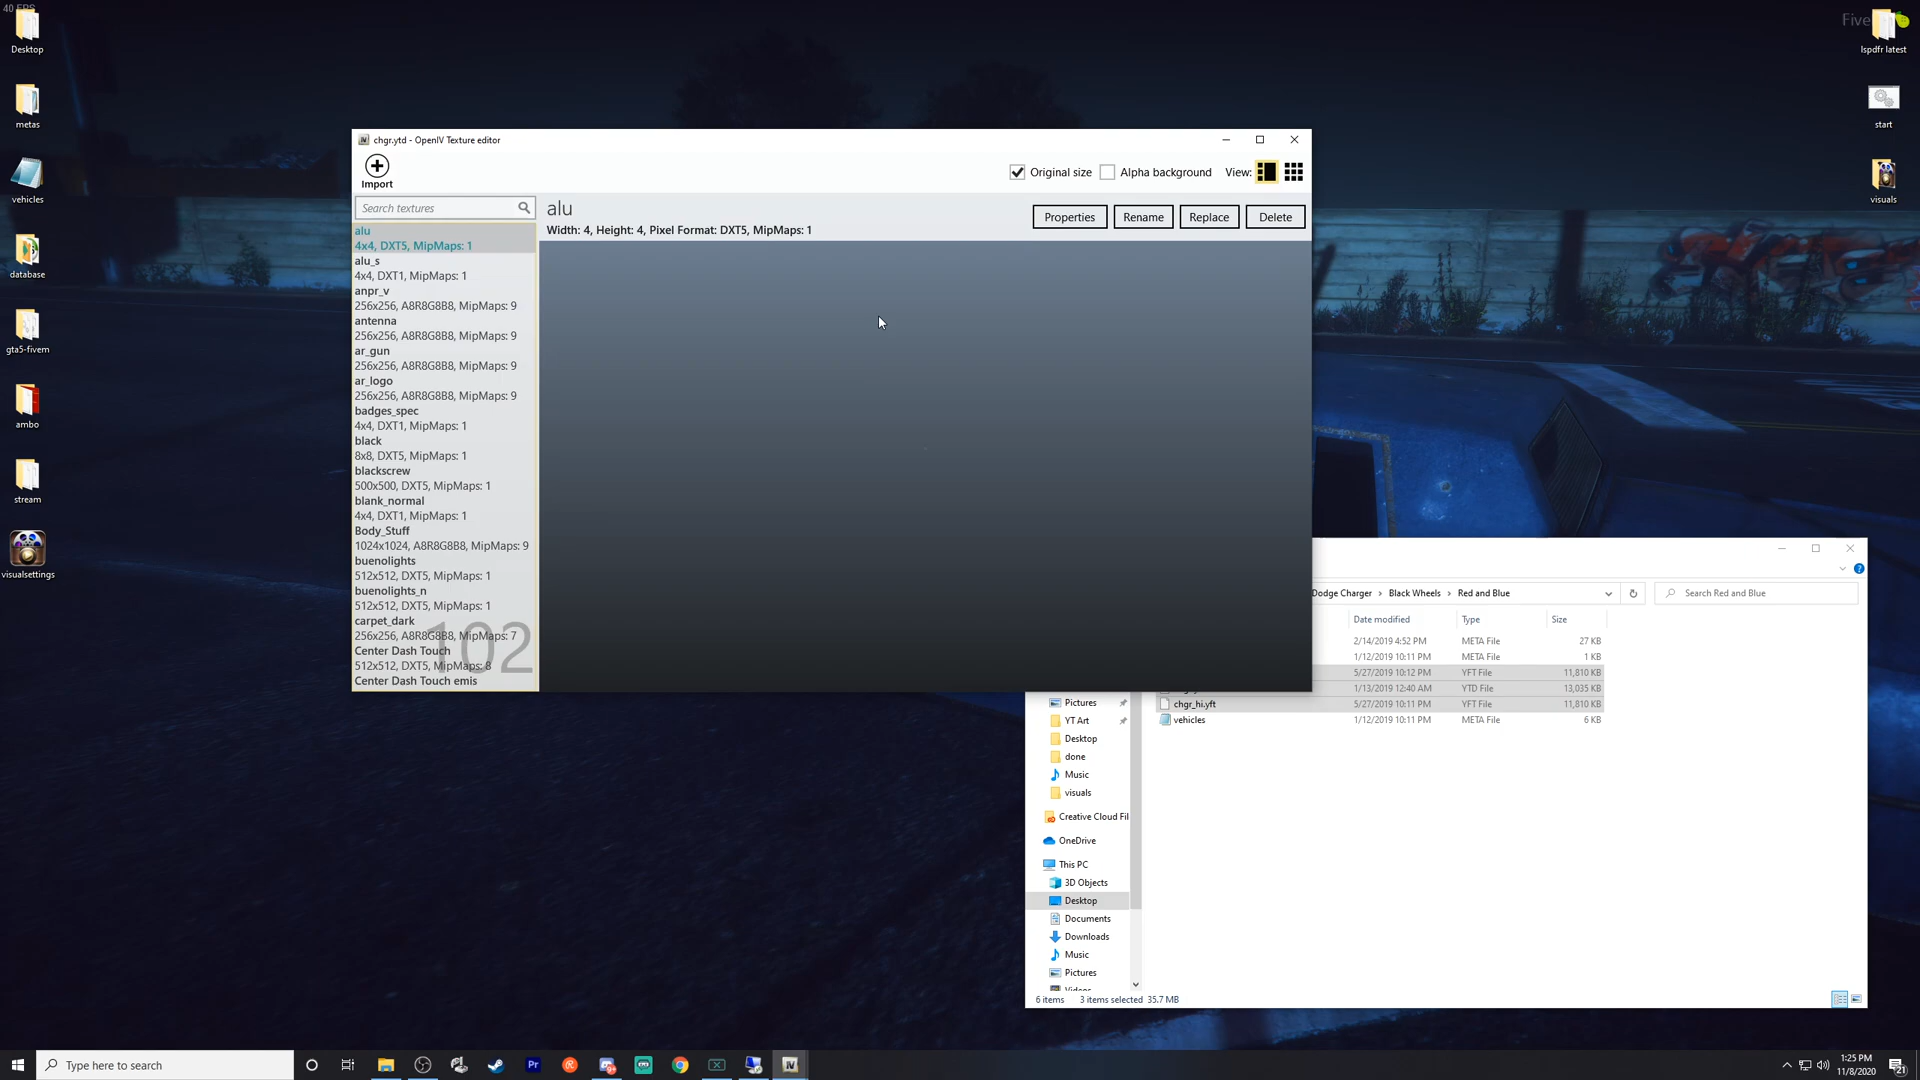 40 FPS
Five
Desktop
metas
vehicles
database
gta5-fivem
ambo
stream
visualsettings
lspdfr latest
start
visuals
chgr.ytd - OpenIV Texture editor
Import
Original size
Alpha background
View:
Search textures
alu
Width: 4, Height: 4, Pixel Format: DXT5, MipMaps: 1
Properties
Rename
Replace
Delete
alu
4x4, DXT5, MipMaps: 1
alu_s
4x4, DXT1, MipMaps: 1
anpr_v
256x256, A8R8G8B8, MipMaps: 9
antenna
256x256, A8R8G8B8, MipMaps: 9
ar_gun
256x256, A8R8G8B8, MipMaps: 9
ar_logo
256x256, A8R8G8B8, MipMaps: 9
badges_spec
4x4, DXT1, MipMaps: 1
black
8x8, DXT5, MipMaps: 1
blackscrew
500x500, DXT5, MipMaps: 1
blank_normal
4x4, DXT1, MipMaps: 1
Body_Stuff
1024x1024, A8R8G8B8, MipMaps: 9
buenolights
512x512, DXT5, MipMaps: 1
buenolights_n
512x512, DXT5, MipMaps: 1
carpet_dark
256x256, A8R8G8B8, MipMaps: 7
Center Dash Touch
512x512, DXT5, MipMaps: 8
Center Dash Touch emis
102
Dodge Charger > Black Wheels > Red and Blue
Search Red and Blue
Date modified Type Size
2/14/2019 4:52 PM META File 27 KB
1/12/2019 10:11 PM META File 1 KB
5/27/2019 10:12 PM YFT File 11,810 KB
1/13/2019 12:40 AM YTD File 13,035 KB
chgr_hi.yft 5/27/2019 10:11 PM YFT File 11,810 KB
vehicles 1/12/2019 10:11 PM META File 6 KB
Pictures
YT Art
Desktop
done
Music
visuals
Creative Cloud Fil
OneDrive
This PC
3D Objects
Desktop
Documents
Downloads
Music
Pictures
6 items 3 items selected 35.7 MB
Type here to search
Pr
IV
1:25 PM
11/8/2020
21